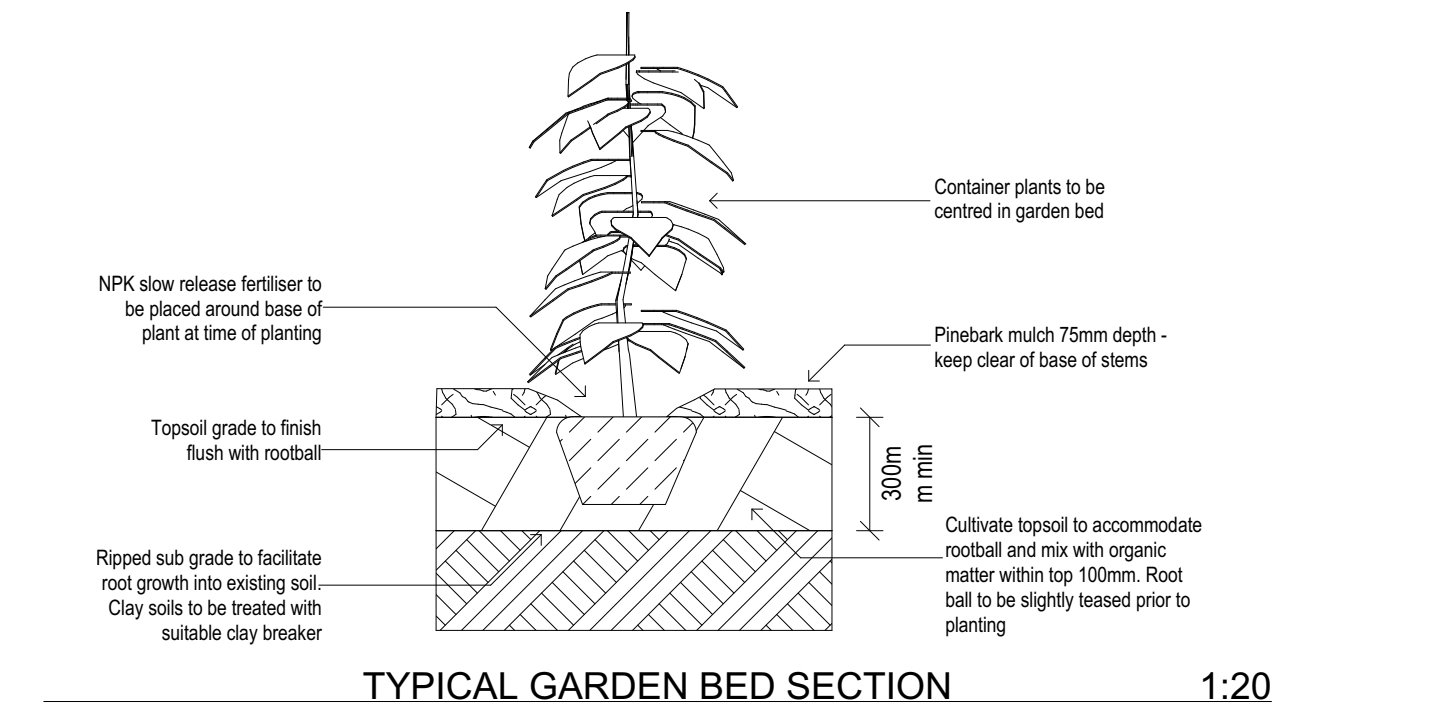 Container plants to be
centred in garden bed
NPK slow release fertiliser to
be placed around base of
plant at time of planting
Pinebark mulch 75mm depth -
keep clear of base of stems
Topsoil grade to finish
flush with rootball
300m
m min
Cultivate topsoil to accommodate
rootball and mix with organic
matter within top 100mm. Root
ball to be slightly teased prior to
planting
Ripped sub grade to facilitate
root growth into existing soil.
Clay soils to be treated with
suitable clay breaker
TYPICAL GARDEN BED SECTION 1:20